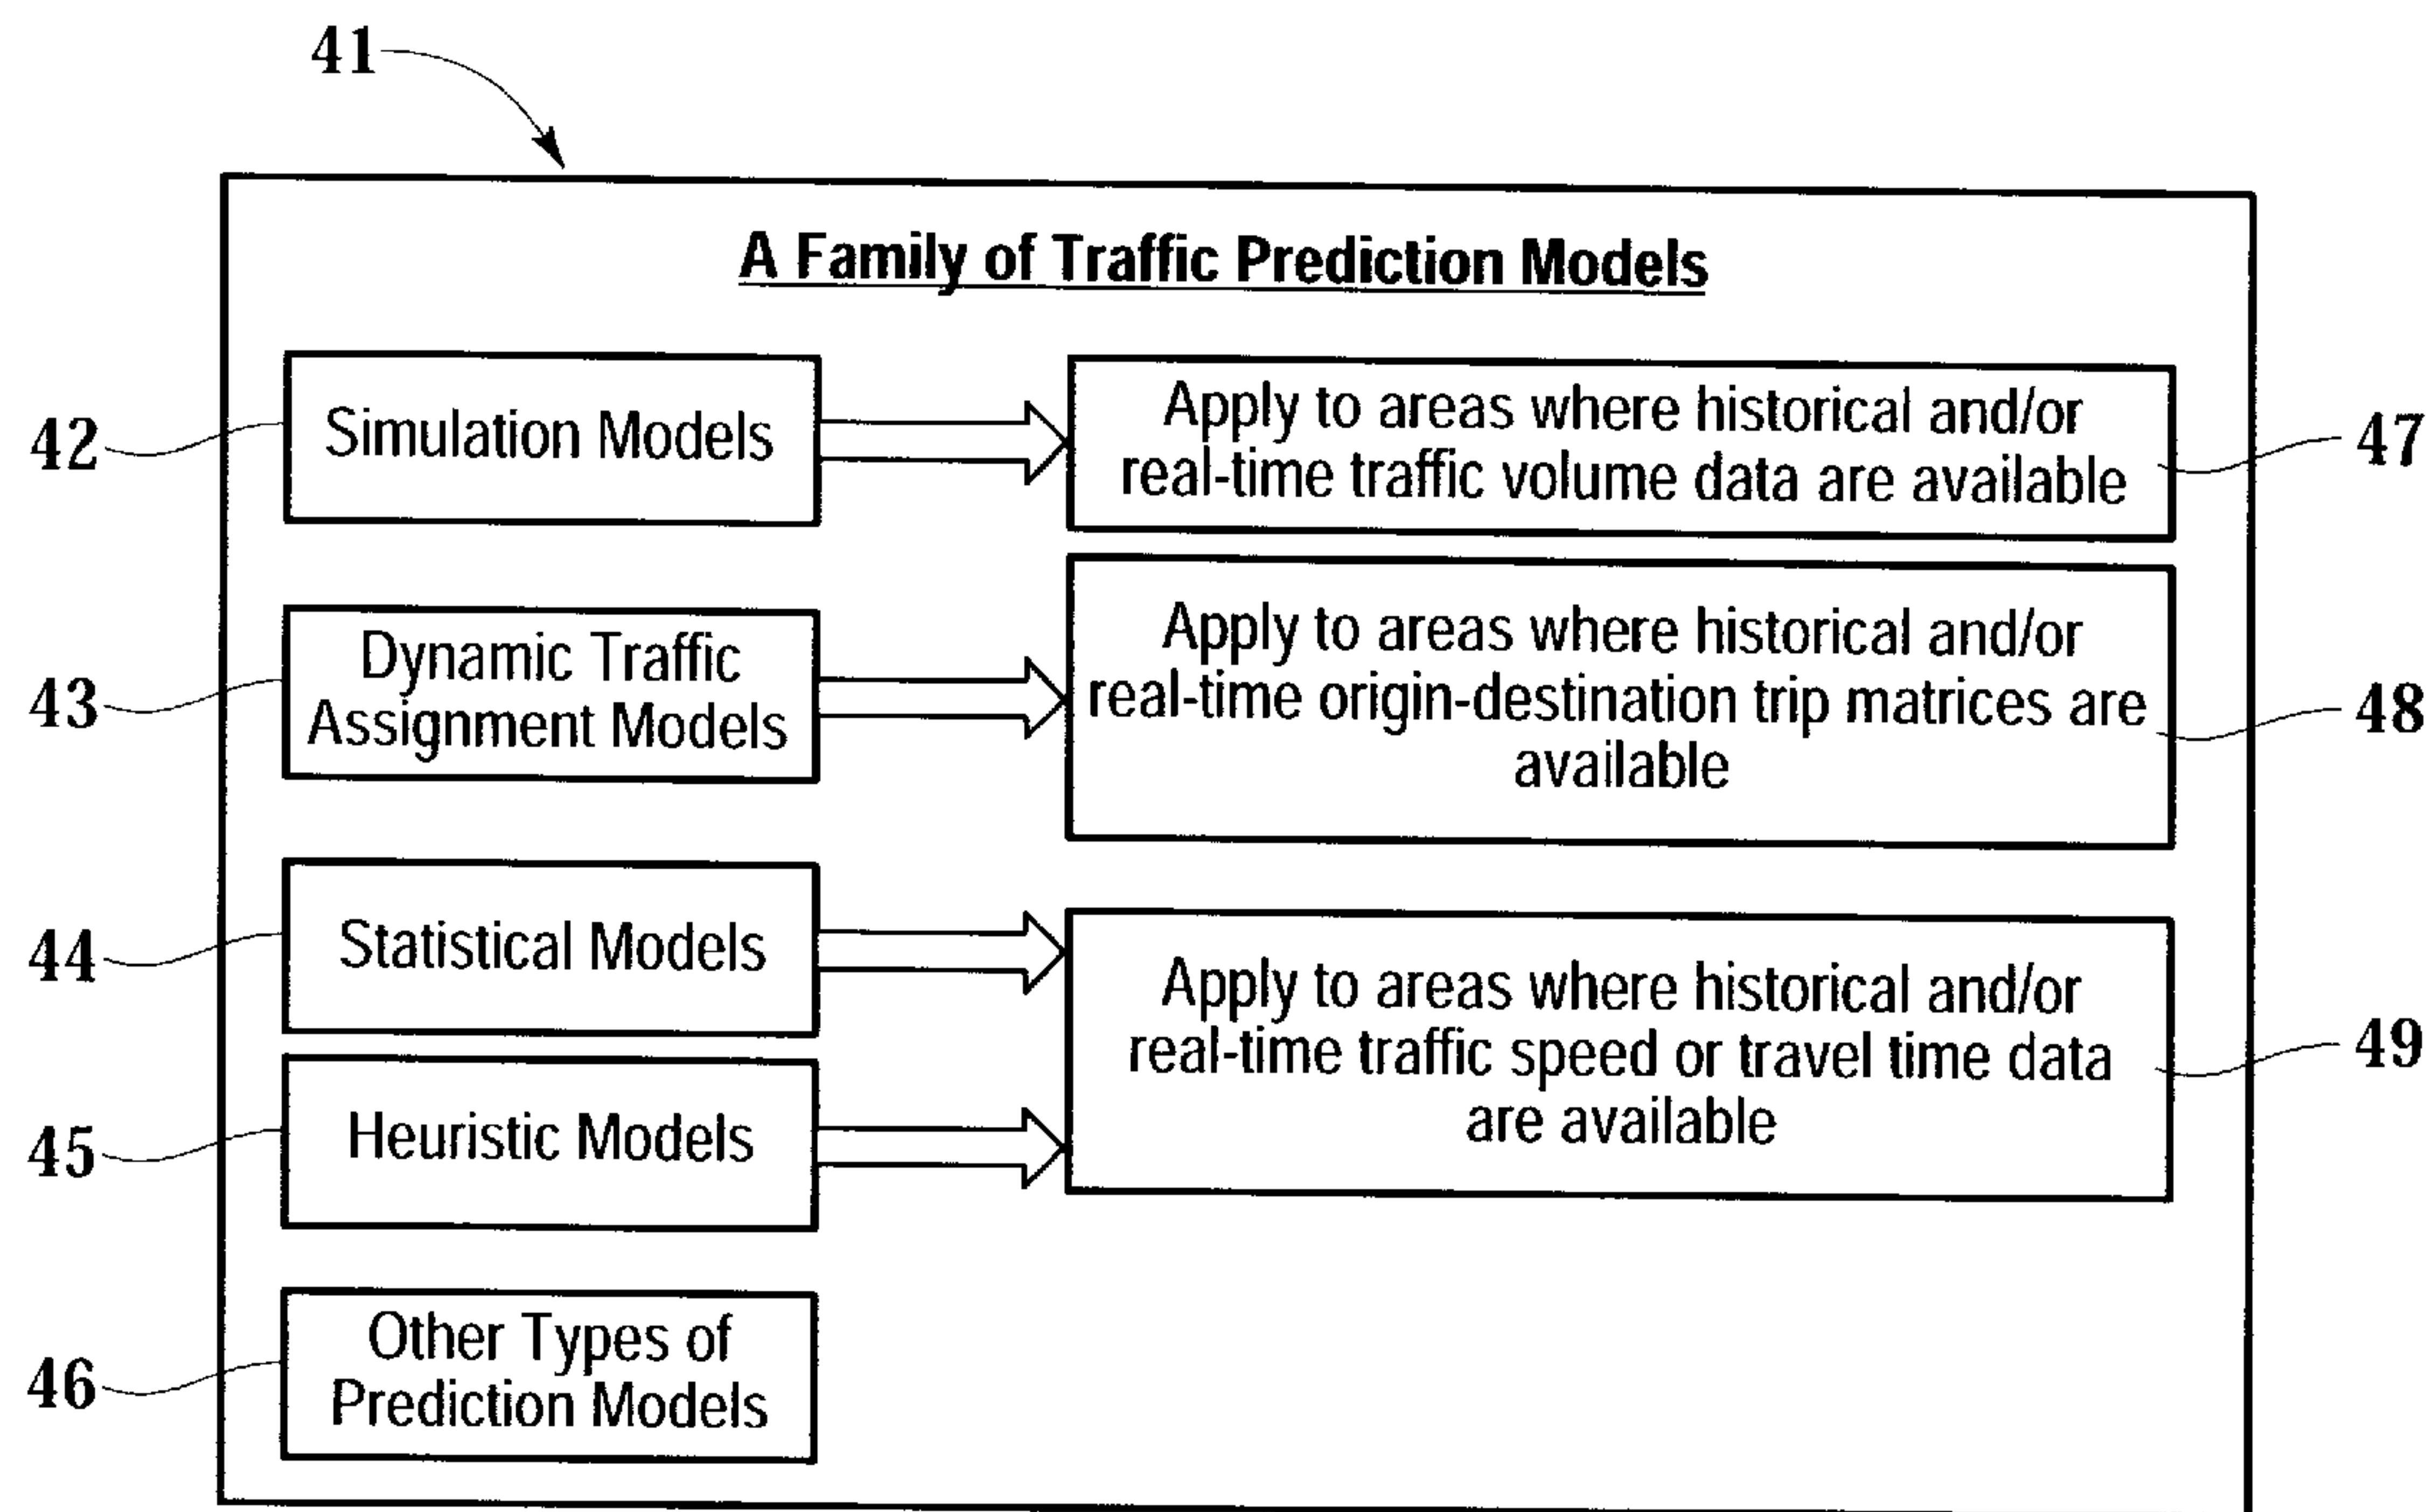 41
A Family of Traffic Prediction Models
42
Simulation Models
Apply to areas where historical and/or
real-time traffic volume data are available
47
43
Dynamic Traffic
Assignment Models
Apply to areas where historical and/or
real-time origin-destination trip matrices are
available
48
44
Statistical Models
45
Heuristic Models
Apply to areas where historical and/or
real-time traffic speed or travel time data
are available
49
46
Other Types of
Prediction Models